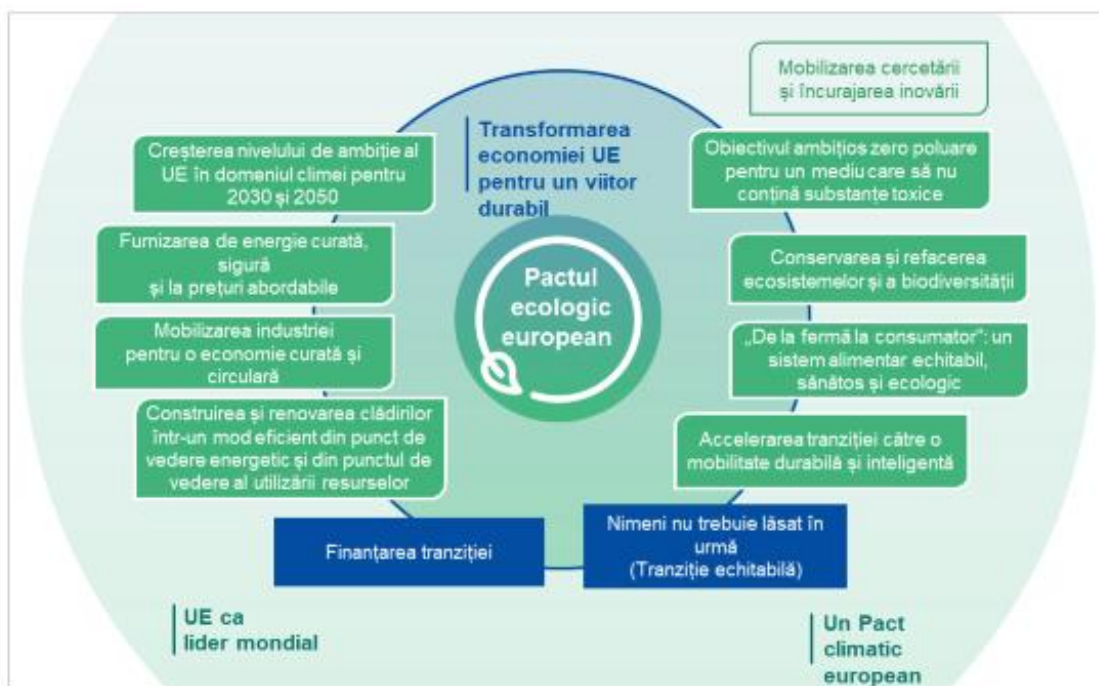 Mobilizarea cercetării
și încurajarea inovării
Transformarea
economiei UE
pentru un viitor
durabil
Creșterea nivelului de ambiție al
UE în domeniul climei pentru
2030 și 2050
Obiectivul ambițios zero poluare
pentru un mediu care să nu
conțină substanțe toxice
Furnizarea de energie curată,
sigură
și la prețuri abordabile
Pactul
ecologic
european
Conservarea și refacerea
ecosistemelor și a biodiversității
Mobilizarea industriei
pentru o economie curată și
circulară
„De la fermă la consumator”: un
sistem alimentar echitabil,
sănătos și ecologic
Construirea și renovarea clădirilor
într-un mod eficient din punct de
vedere energetic și din punctul de
vedere al utilizării resurselor
Accelerarea tranziției către o
mobilitate durabilă și inteligentă
Finanțarea tranziției
Nimeni nu trebuie lăsat în
urmă
(Tranziție echitabilă)
UE ca
lider mondial
Un Pact
climatic
european